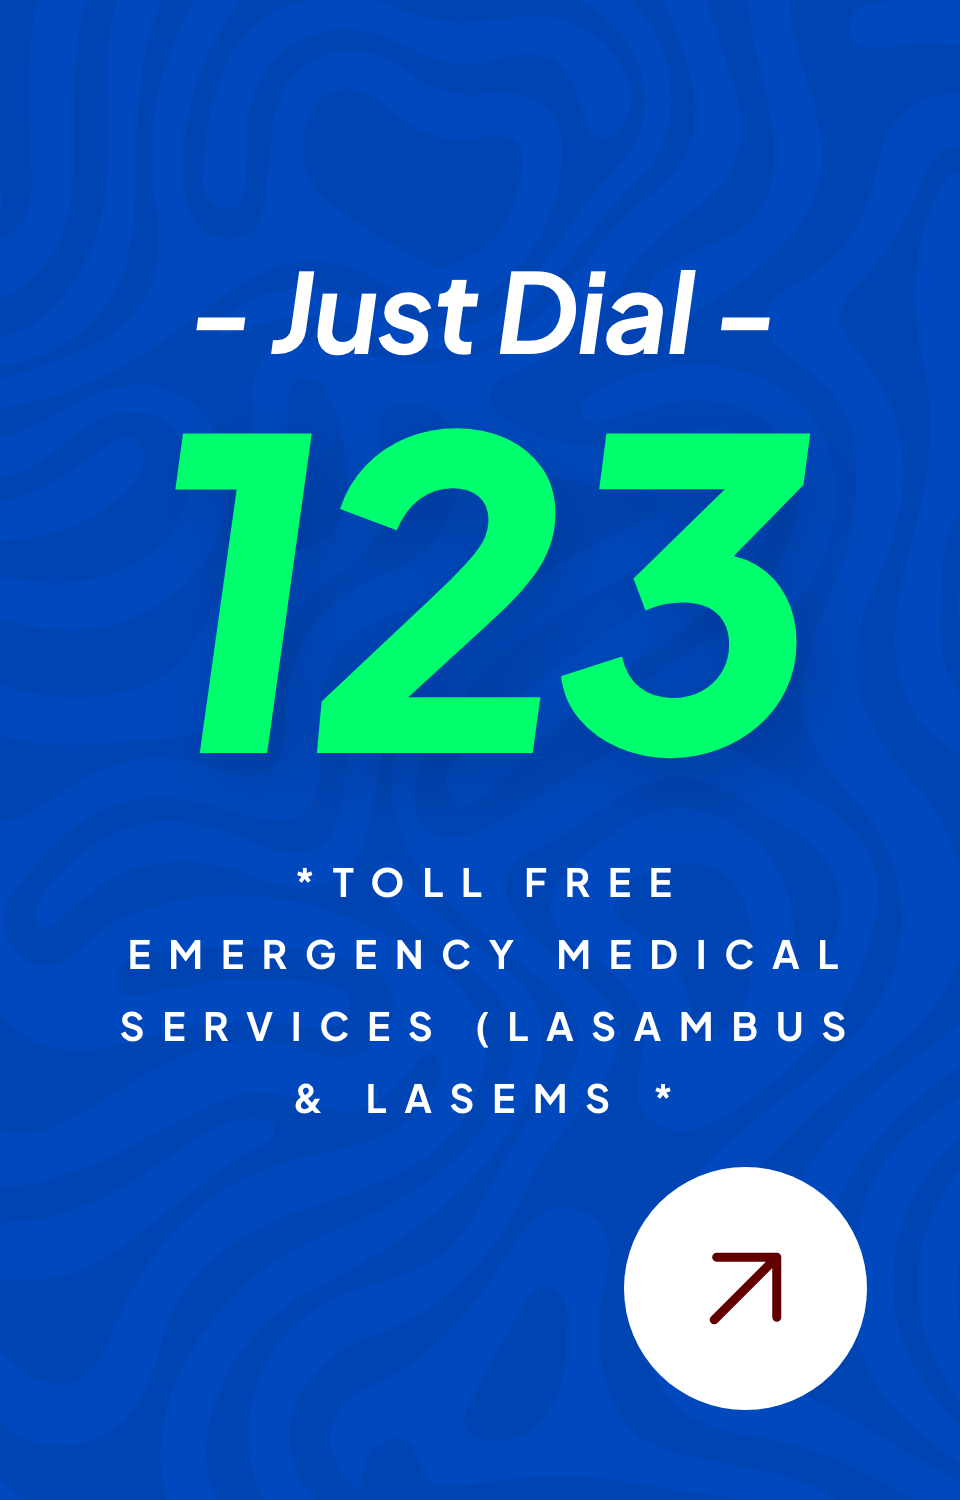 – Just Dial –
123
*TOLL FREE
EMERGENCY MEDICAL
SERVICES (LASAMBUS
& LASEMS *